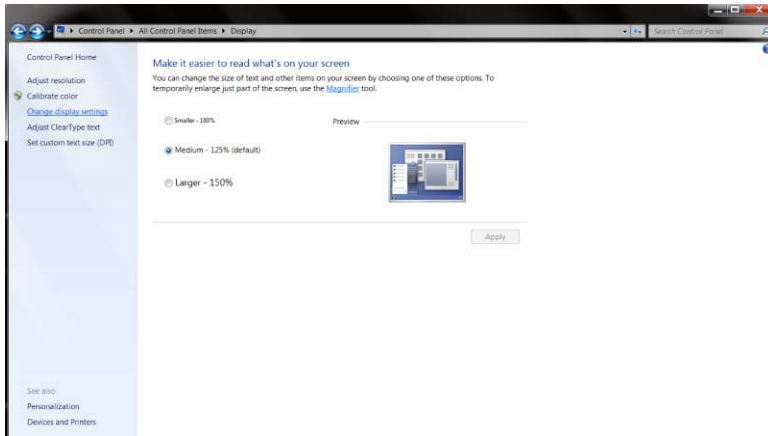 Control Panel ▸ All Control Panel Items ▸ Display
Search Control Panel
Control Panel Home
Adjust resolution
Calibrate color
Change display settings
Adjust ClearType text
Set custom text size (DPI)
Make it easier to read what's on your screen
You can change the size of text and other items on your screen by choosing one of these options. To
temporarily enlarge just part of the screen, use the Magnifier tool.
Smaller - 100%
Preview
Medium - 125% (default)
Larger - 150%
Apply
See also
Personalization
Devices and Printers